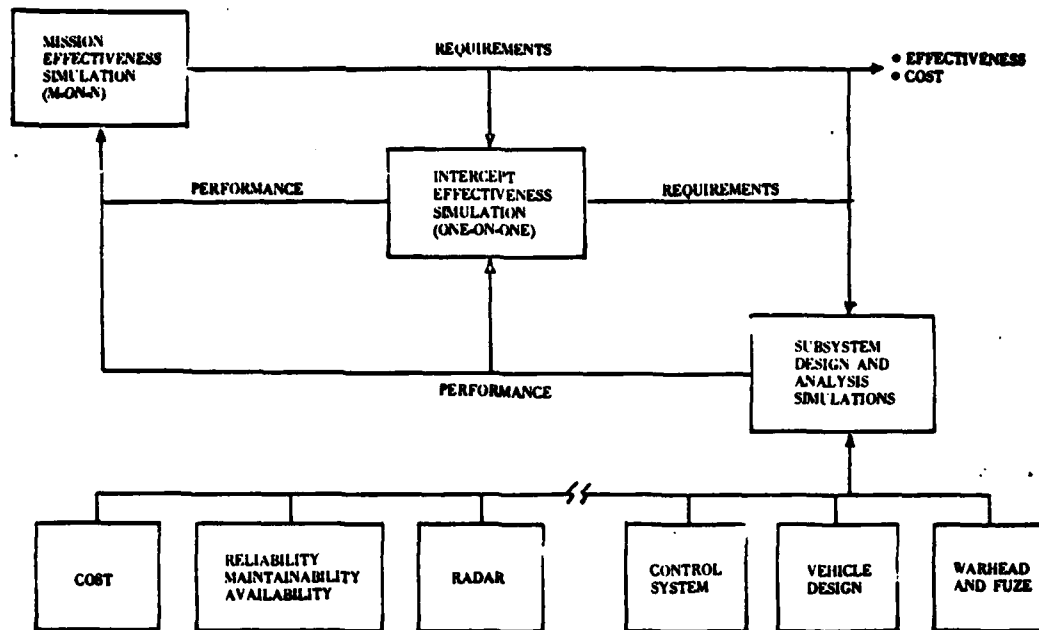 MISSION
EFFECTIVENESS
SIMULATION
(M-ON-N)
REQUIREMENTS
• EFFECTIVENESS
• COST
PERFORMANCE
INTERCEPT
EFFECTIVENESS
SIMULATION
(ONE-ON-ONE)
REQUIREMENTS
SUBSYSTEM
DESIGN AND
ANALYSIS
SIMULATIONS
PERFORMANCE
COST
RELIABILITY
MAINTAINABILITY
AVAILABILITY
RADAR
CONTROL
SYSTEM
VEHICLE
DESIGN
WARHEAD
AND FUZE